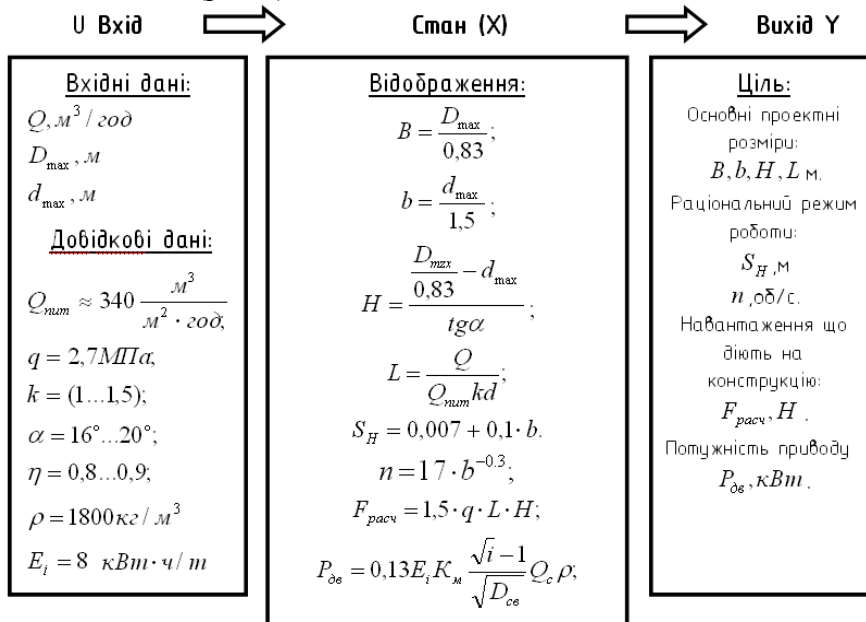 U Вхід
Стан (X)
Вихід Y
Вхідні дані:
Q, м³ / год
D_max , м
d_max , м
Довідкові дані:
Q_пит ≈ 340 м³ / м² · год;
q = 2,7МПа;
k = (1...1,5);
α = 16°...20°;
η = 0,8...0,9;
ρ = 1800кг / м³
E_i = 8 кВт · ч / т
Відображення:
B = D_max / 0,83 ;
b = d_max / 1,5 ;
H = (D_mzx / 0,83 − d_max) / tgα ;
L = Q / Q_пит kd ;
S_H = 0,007 + 0,1 · b.
n = 17 · b^−0.3;
F_расч = 1,5 · q · L · H;
P_дв = 0,13E_i K_м (√i − 1) / √D_св Q_c ρ;
Ціль:
Основні проектні
розміри:
B, b, H, L м.
Раціональний режим
роботи:
S_H ,м
n ,об/с.
Навантаження що
діють на
конструкцію:
F_расч , H .
Потужність приводу
P_дв , кВт .